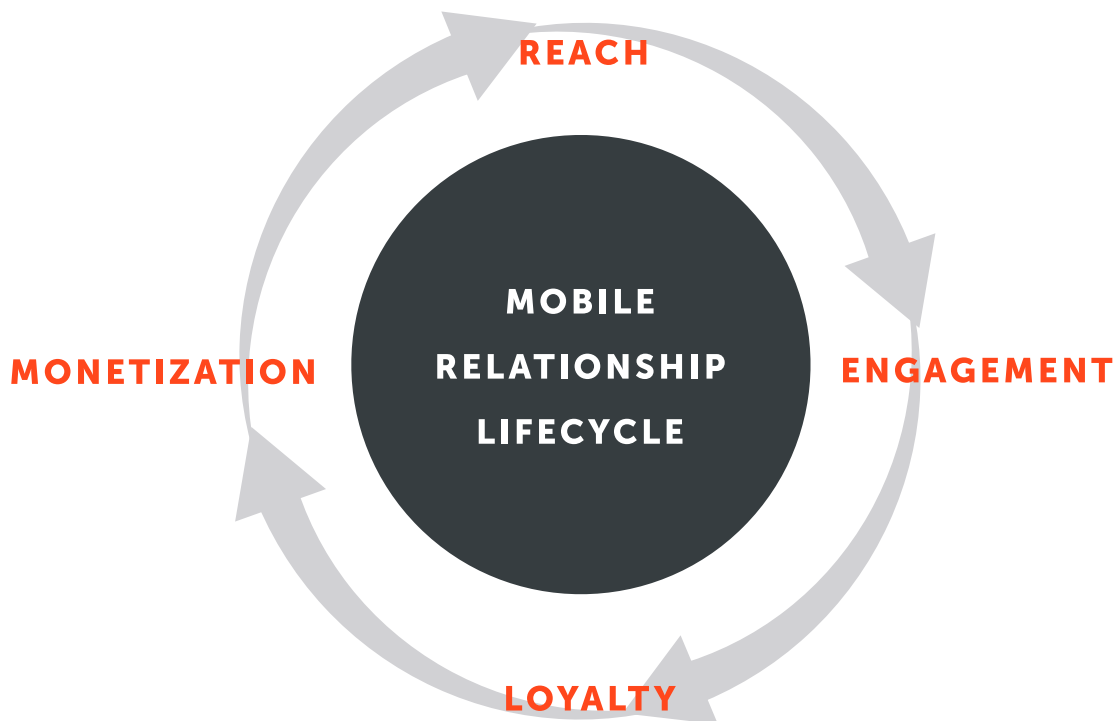 REACH
MOBILE
RELATIONSHIP
LIFECYCLE
MONETIZATION
ENGAGEMENT
LOYALTY